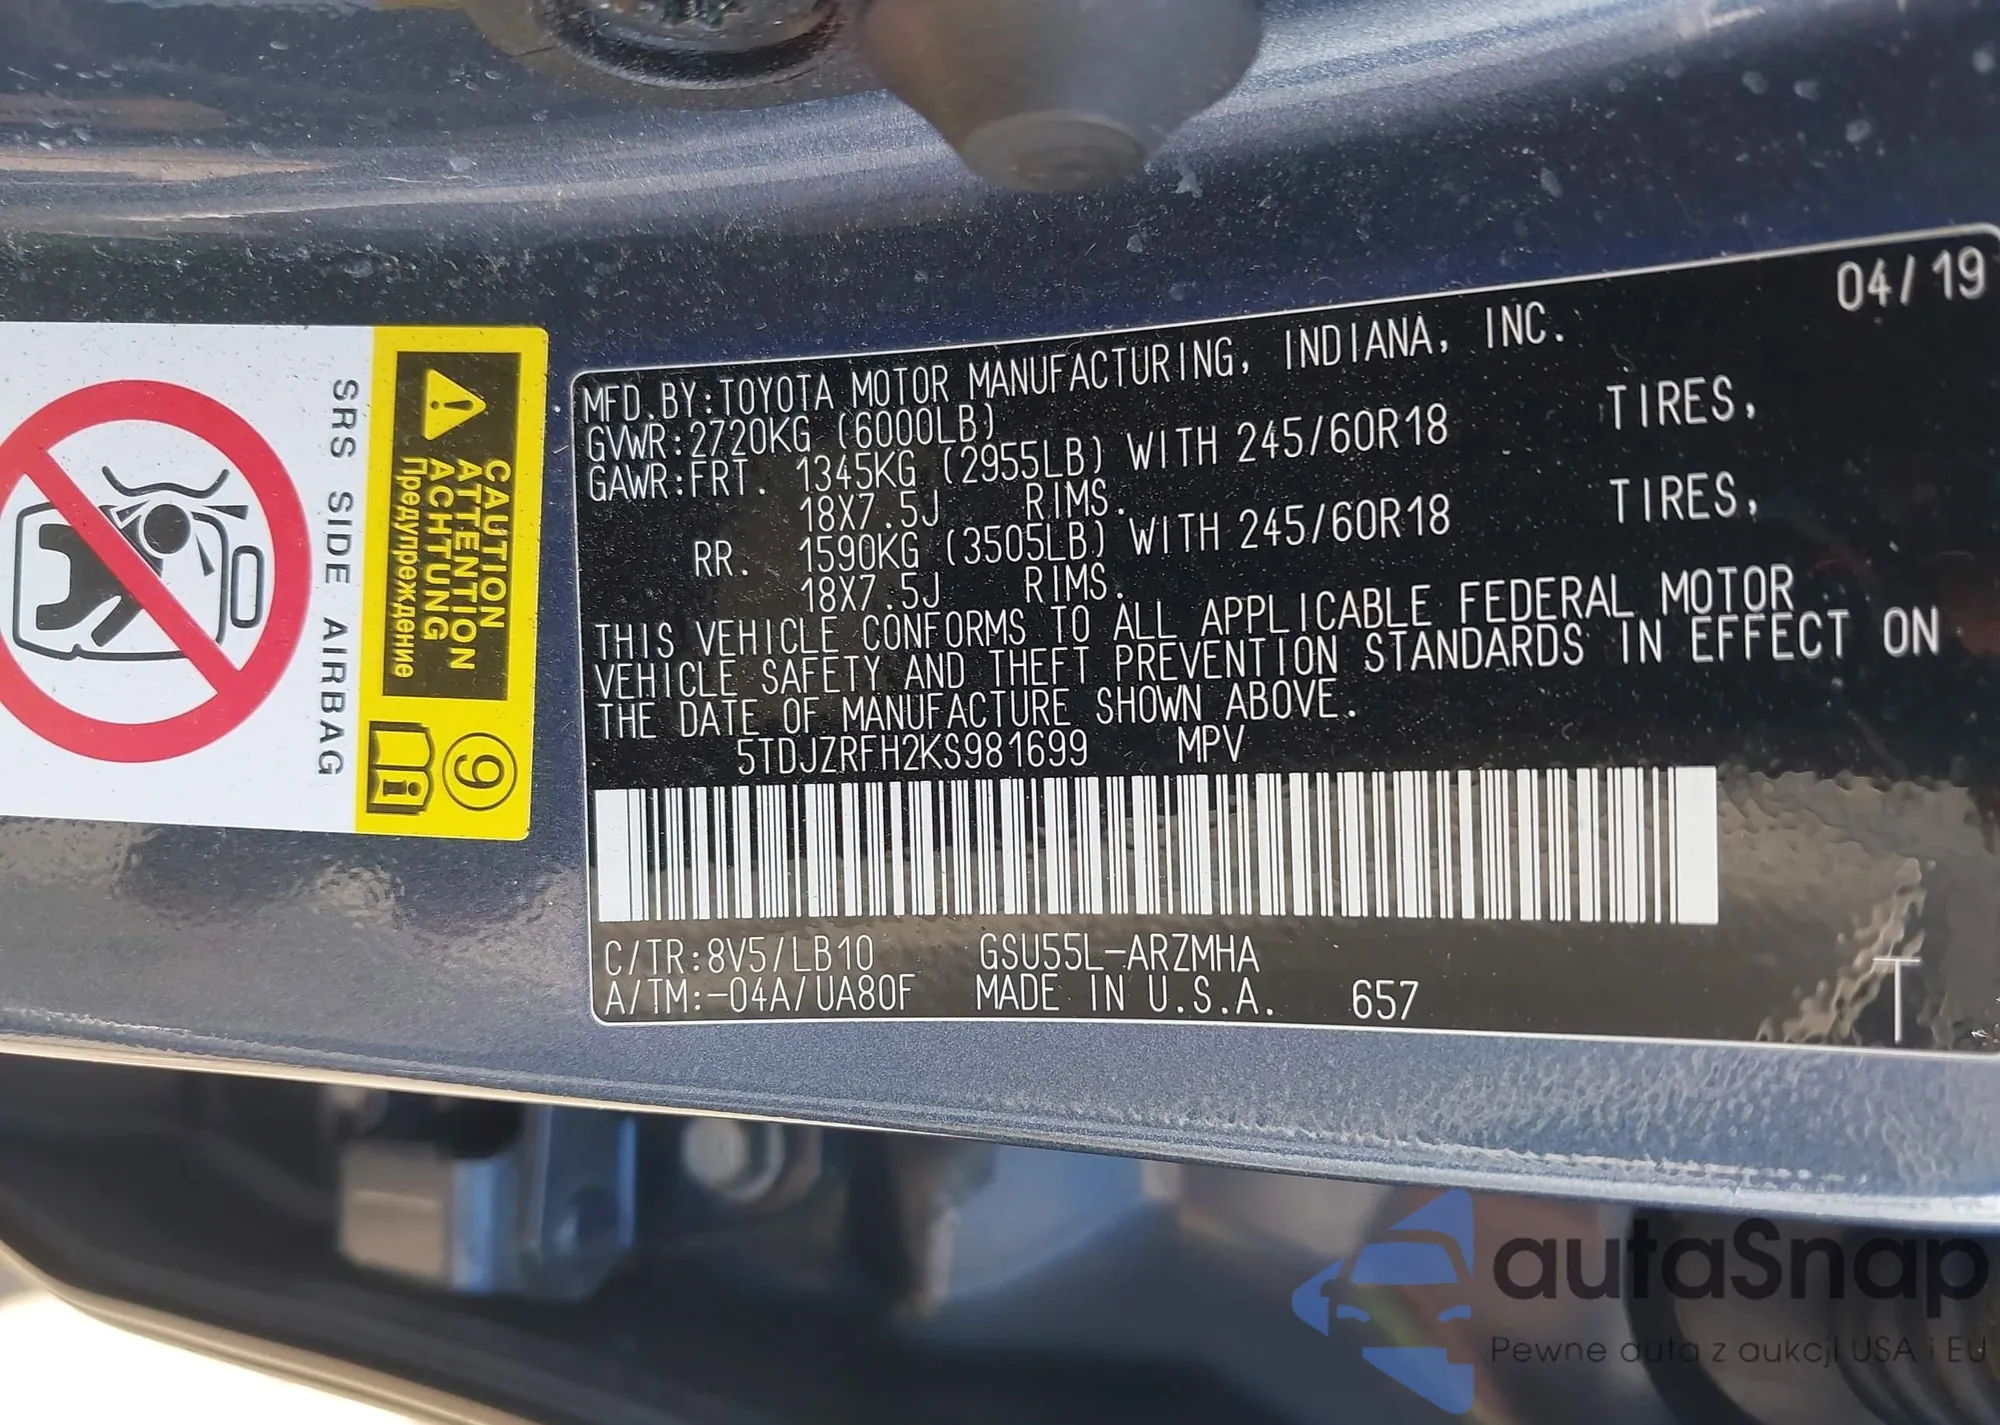 04/19
MFD.BY:TOYOTA MOTOR MANUFACTURING, INDIANA, INC.
GVWR:2720KG (6000LB)
GAWR:FRT. 1345KG (2955LB) WITH 245/60R18 TIRES,
18X7.5J RIMS.
RR. 1590KG (3505LB) WITH 245/60R18 TIRES,
18X7.5J RIMS.
THIS VEHICLE CONFORMS TO ALL APPLICABLE FEDERAL MOTOR
VEHICLE SAFETY AND THEFT PREVENTION STANDARDS IN EFFECT ON
THE DATE OF MANUFACTURE SHOWN ABOVE.
5TDJZRFH2KS981699 MPV
C/TR:8V5/LB10 GSU55L-ARZMHA
A/TM:-04A/UA80F MADE IN U.S.A. 657
T
CAUTION
ATTENTION
ACHTUNG
Предупреждение
SRS SIDE AIRBAG
9
autaSnap
Pewne auta z aukcji USA i EU